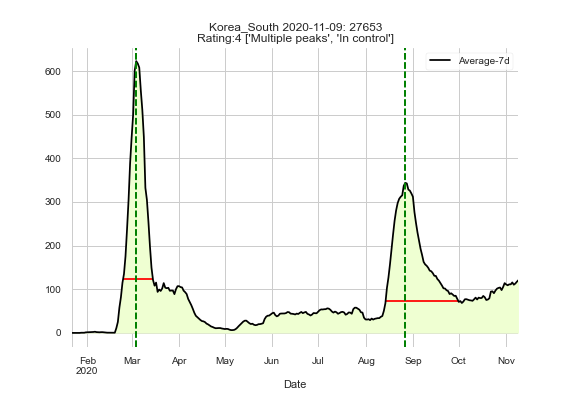 Korea_South 2020-11-09: 27653
Rating:4 ['Multiple peaks', 'In control']
Average-7d
600
500
400
300
200
100
0
Feb Mar Apr May Jun Jul Aug Sep Oct Nov
2020
Date